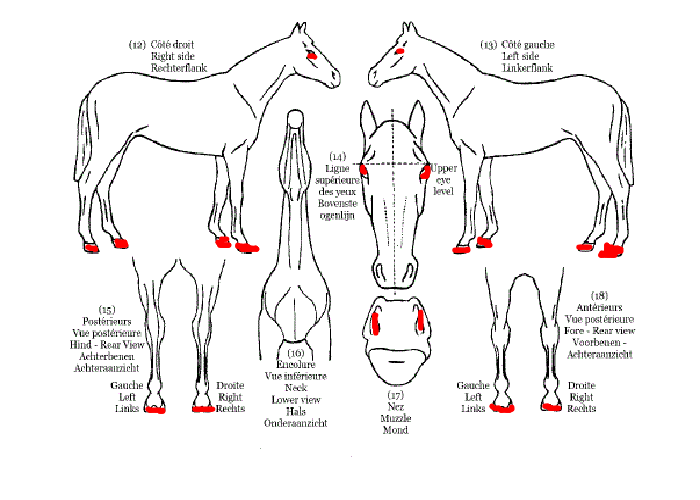 (12) Côté droit
Right side
Rechterflank
(13) Côté gauche
Left side
Linkerflank
(14)
Ligne
supérieure
des yeux
Bovenste
ogenlijn
Upper
eye
level
(15)
Postérieurs
Vue postérieure
Hind - Rear View
Achterbenen
Achteraanzicht
Gauche
Left
Links
Droite
Right
Rechts
(16)
Encolure
Vue inférieure
Neck
Lower view
Hals
Onderaanzicht
(17)
Nez
Muzzle
Mond
(18)
Antérieurs
Vue postérieure
Fore - Rear view
Voorbenen -
Achteraanzicht
Gauche
Left
Links
Droite
Right
Rechts